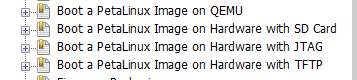 Boot a PetaLinux Image on QEMU
Boot a PetaLinux Image on Hardware with SD Card
Boot a PetaLinux Image on Hardware with JTAG
Boot a PetaLinux Image on Hardware with TFTP